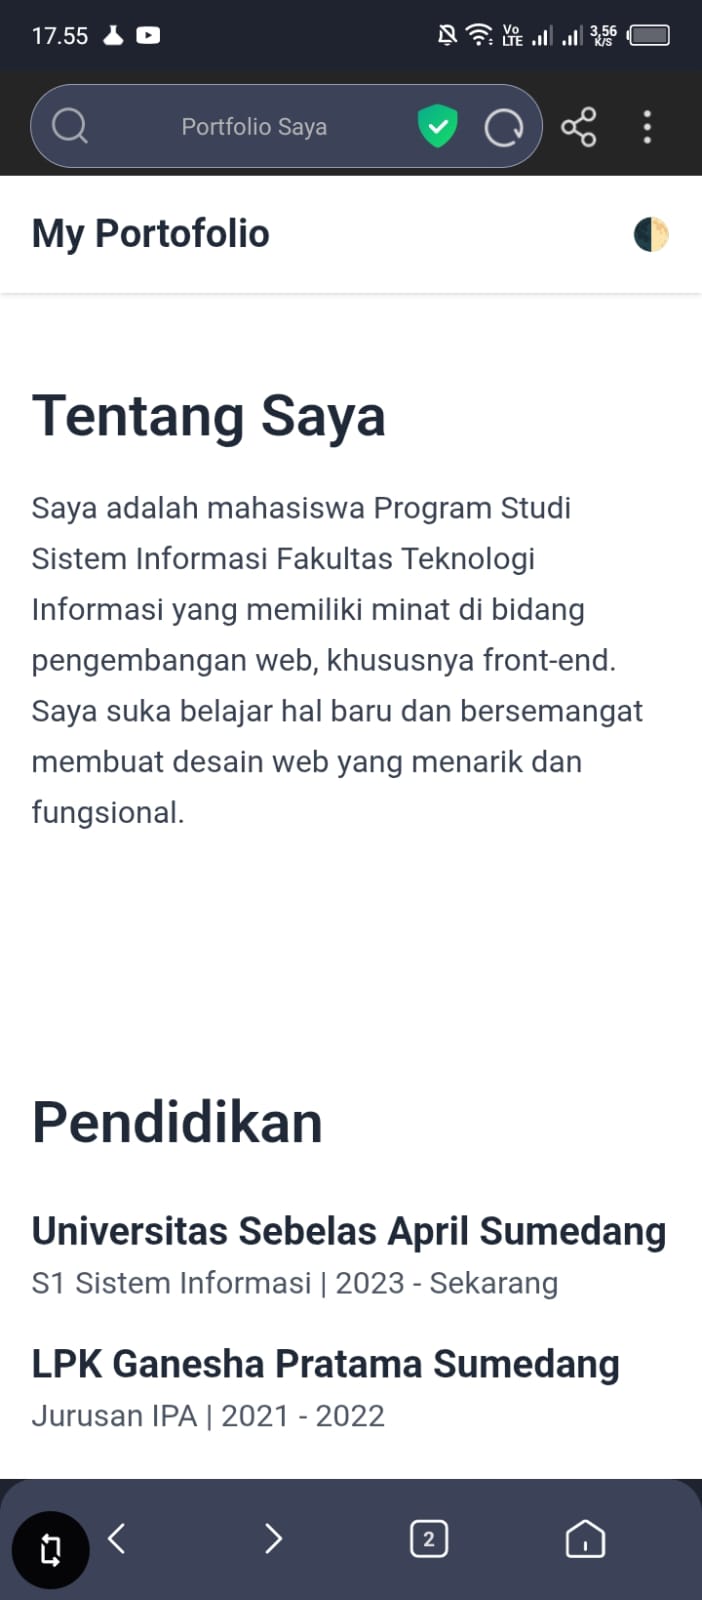 17.55
Vo
LTE
3,56
K/S
Portfolio Saya
My Portofolio
Tentang Saya
Saya adalah mahasiswa Program Studi
Sistem Informasi Fakultas Teknologi
Informasi yang memiliki minat di bidang
pengembangan web, khususnya front-end.
Saya suka belajar hal baru dan bersemangat
membuat desain web yang menarik dan
fungsional.
Pendidikan
Universitas Sebelas April Sumedang
S1 Sistem Informasi | 2023 - Sekarang
LPK Ganesha Pratama Sumedang
Jurusan IPA | 2021 - 2022
2